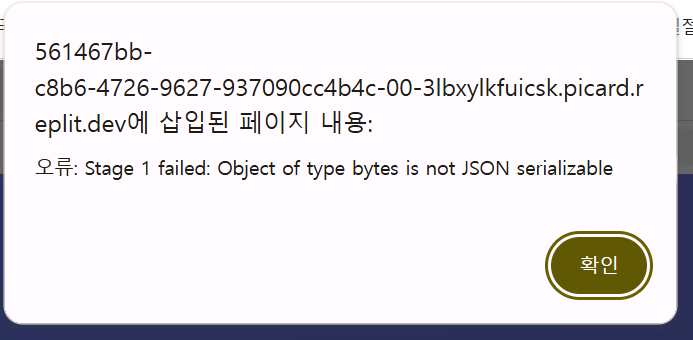 561467bb-
c8b6-4726-9627-937090cc4b4c-00-3lbxylkfuicsk.picard.r
eplit.dev에 삽입된 페이지 내용:
오류: Stage 1 failed: Object of type bytes is not JSON serializable
확인